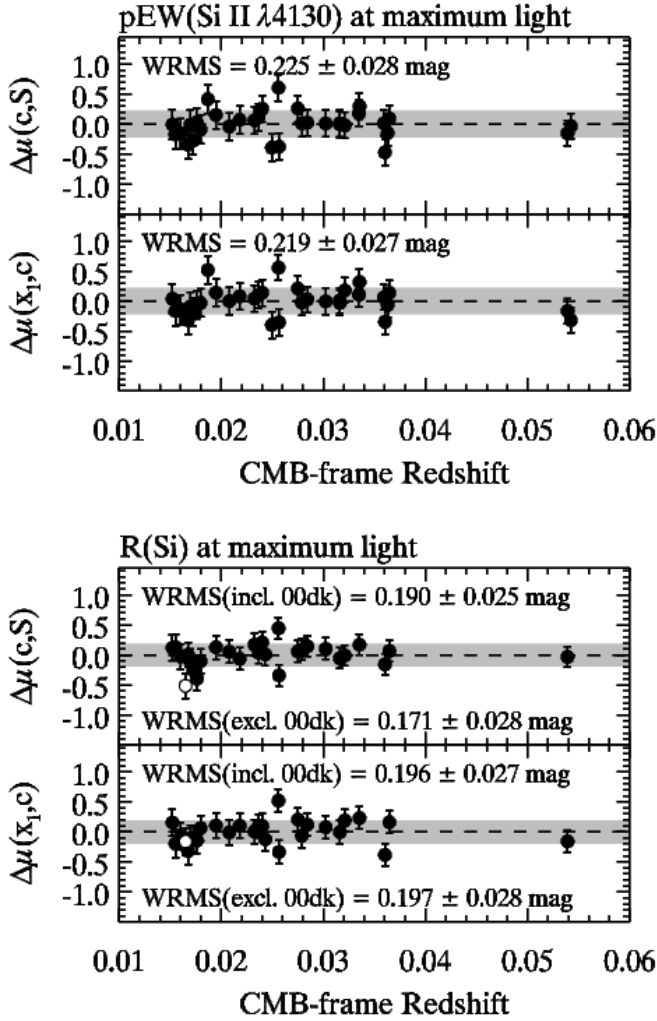 pEW(Si II λ4130) at maximum light
WRMS = 0.225 ± 0.028 mag
1.0
0.5
0.0
-0.5
-1.0
Δμ(c,S)
WRMS = 0.219 ± 0.027 mag
1.0
0.5
0.0
-0.5
-1.0
Δμ(x₁,c)
0.01 0.02 0.03 0.04 0.05 0.06
CMB-frame Redshift
R(Si) at maximum light
WRMS(incl. 00dk) = 0.190 ± 0.025 mag
1.0
0.5
0.0
-0.5
-1.0
Δμ(c,S)
WRMS(excl. 00dk) = 0.171 ± 0.028 mag
WRMS(incl. 00dk) = 0.196 ± 0.027 mag
1.0
0.5
0.0
-0.5
-1.0
Δμ(x₁,c)
WRMS(excl. 00dk) = 0.197 ± 0.028 mag
0.01 0.02 0.03 0.04 0.05 0.06
CMB-frame Redshift